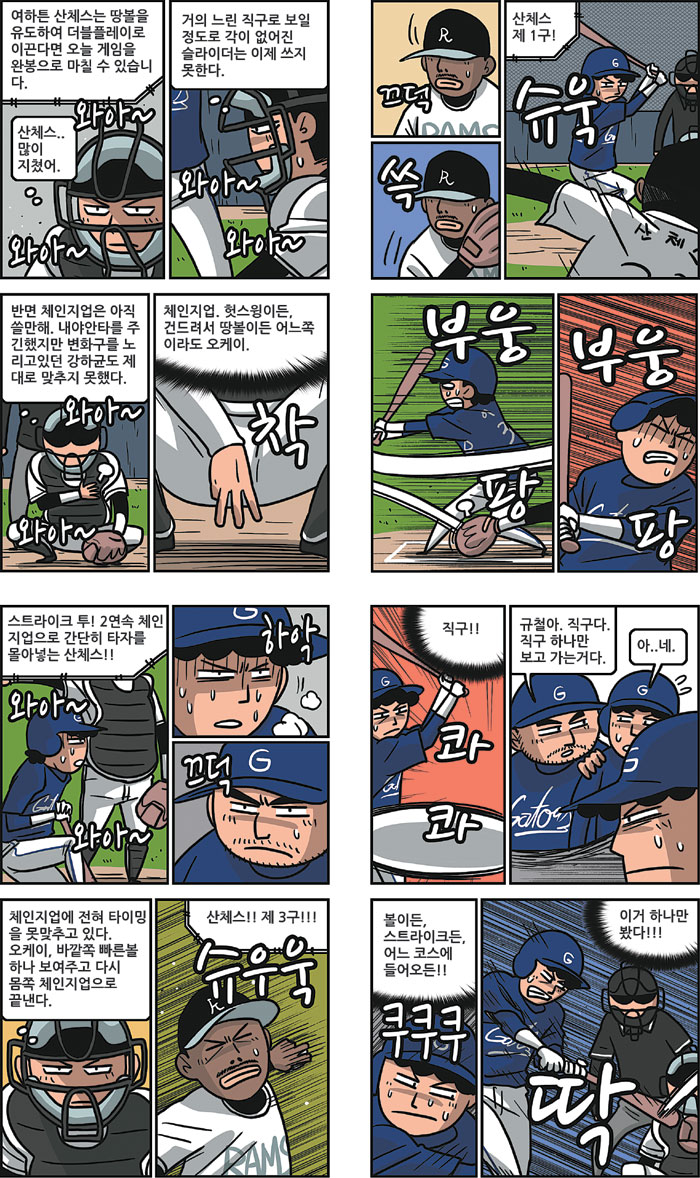 여하튼 산체스는 땅볼을
유도하여 더블플레이로
이끈다면 오늘 게임을
완봉으로 마칠 수 있습니
다.
와아~
산체스..
많이
지쳤어.
와아~
거의 느린 직구로 보일
정도로 각이 없어진
슬라이더는 이제 쓰지
못한다.
와아~
와아~
반면 체인지업은 아직
쓸만해. 내야안타를 주
긴했지만 변화구를 노
리고있던 강하균도 제
대로 맞추지 못했다.
와아~
와아~
체인지업. 헛스윙이든,
건드려서 땅볼이든 어느쪽
이라도 오케이.
착
R
끄덕
RAMS
R
쓱
산체스
제 1구!
G
슈욱
산체스
부웅
팡
부웅
팡
스트라이크 투! 2연속 체인
지업으로 간단히 타자를
몰아넣는 산체스!!
와아~
와아~
G
하악
G
끄덕
체인지업에 전혀 타이밍
을 못맞추고 있다.
오케이, 바깥쪽 빠른볼
하나 보여주고 다시
몸쪽 체인지업으로
끝낸다.
산체스!! 제 3구!!!
슈우욱
R
RAMS
직구!!
G
콰
콰
규철아. 직구다.
직구 하나만
보고 가는거다.
아..네.
G
G
G
Gators
볼이든,
스트라이크든,
어느 코스에
들어오든!!
쿠쿠쿠
이거 하나만
봤다!!!
G
딱